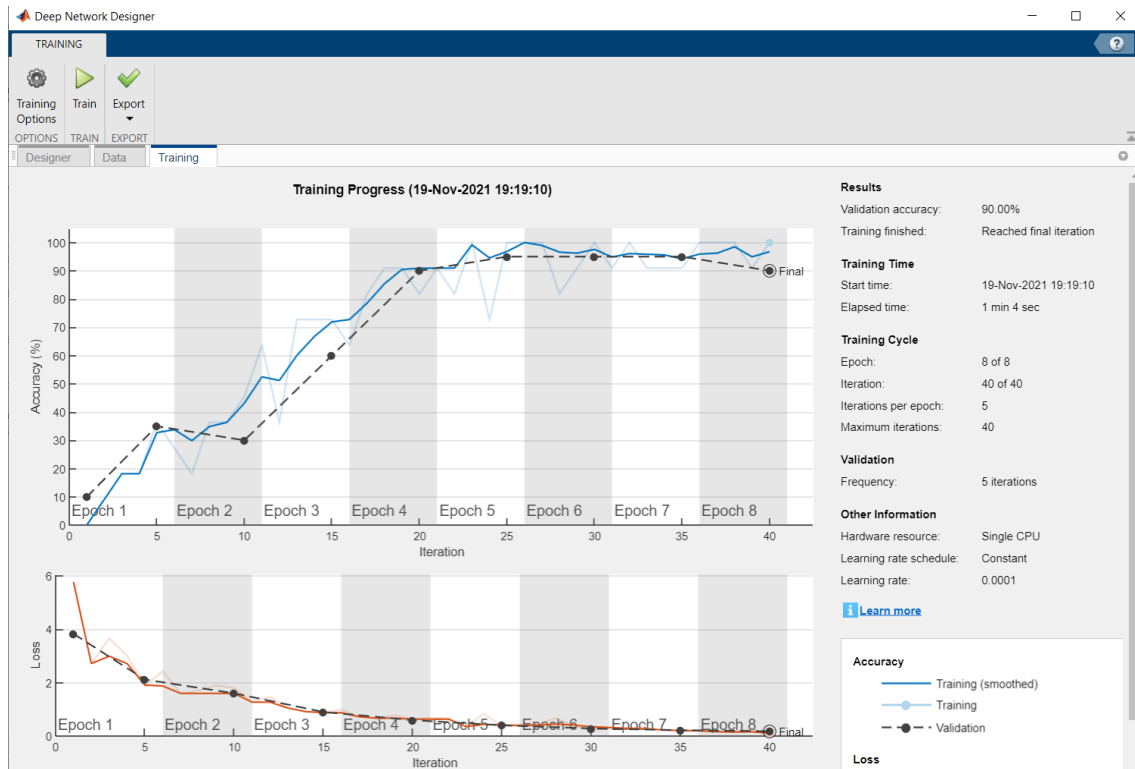 Deep Network Designer
TRAINING
?
Training Options
Train
Export
OPTIONS
TRAIN
EXPORT
Designer
Data
Training
Training Progress (19-Nov-2021 19:19:10)
100
90
80
70
60
50
40
30
20
10
0
Accuracy (%)
Final
Epoch 1
Epoch 2
Epoch 3
Epoch 4
Epoch 5
Epoch 6
Epoch 7
Epoch 8
0
5
10
15
20
25
30
35
40
Iteration
6
4
2
0
Loss
Epoch 1
Epoch 2
Epoch 3
Epoch 4
Epoch 5
Epoch 6
Epoch 7
Epoch 8
Final
0
5
10
15
20
25
30
35
40
Iteration
Results
Validation accuracy: 90.00%
Training finished: Reached final iteration
Training Time
Start time: 19-Nov-2021 19:19:10
Elapsed time: 1 min 4 sec
Training Cycle
Epoch: 8 of 8
Iteration: 40 of 40
Iterations per epoch: 5
Maximum iterations: 40
Validation
Frequency: 5 iterations
Other Information
Hardware resource: Single CPU
Learning rate schedule: Constant
Learning rate: 0.0001
i Learn more
Accuracy
Training (smoothed)
Training
Validation
Loss